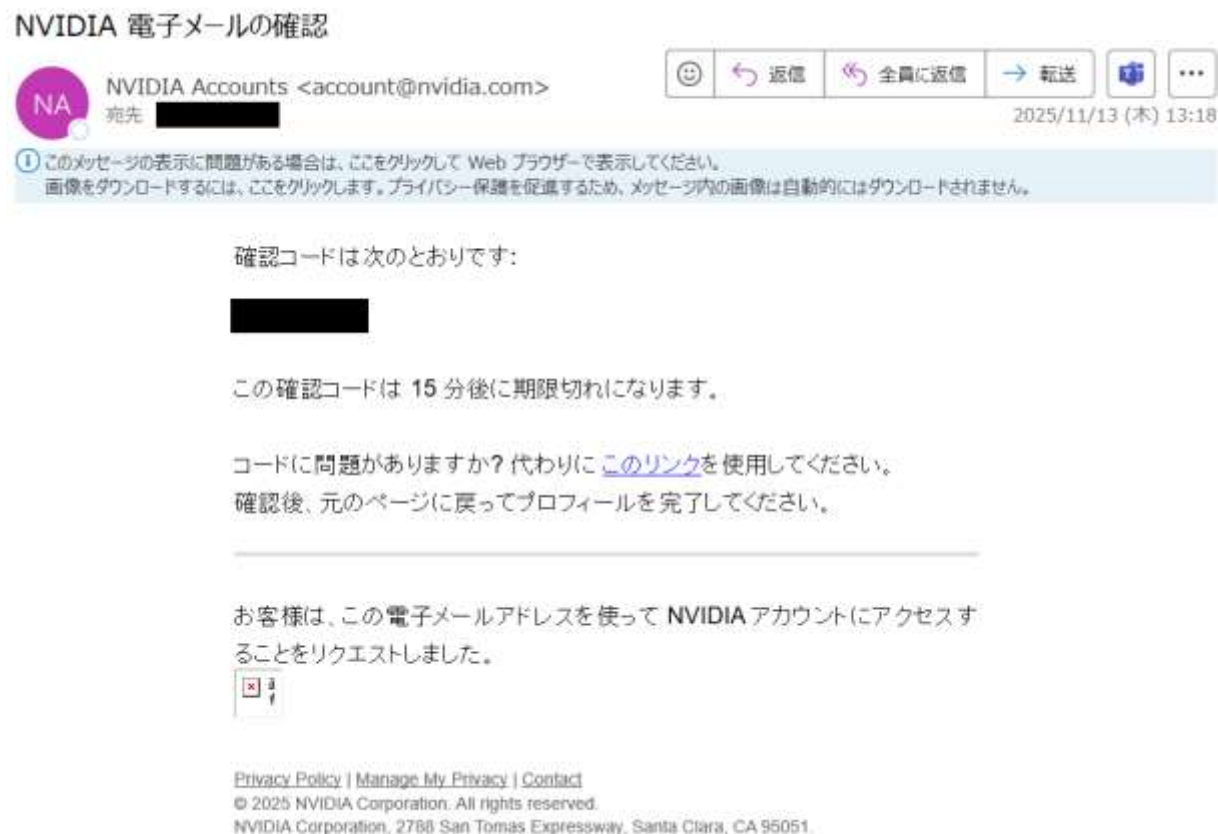 NVIDIA 電子メールの確認
NA
NVIDIA Accounts <account@nvidia.com>
宛先
返信
全員に返信
転送
2025/11/13 (木) 13:18
このメッセージの表示に問題がある場合は、ここをクリックして Web ブラウザーで表示してください。
画像をダウンロードするには、ここをクリックします。プライバシー保護を促進するため、メッセージ内の画像は自動的にはダウンロードされません。
確認コードは次のとおりです:
この確認コードは 15 分後に期限切れになります。
コードに問題がありますか? 代わりに このリンクを使用してください。
確認後、元のページに戻ってプロフィールを完了してください。
お客様は、この電子メールアドレスを使って NVIDIA アカウントにアクセスす
ることをリクエストしました。
Privacy Policy | Manage My Privacy | Contact
© 2025 NVIDIA Corporation. All rights reserved.
NVIDIA Corporation, 2788 San Tomas Expressway, Santa Clara, CA 95051.